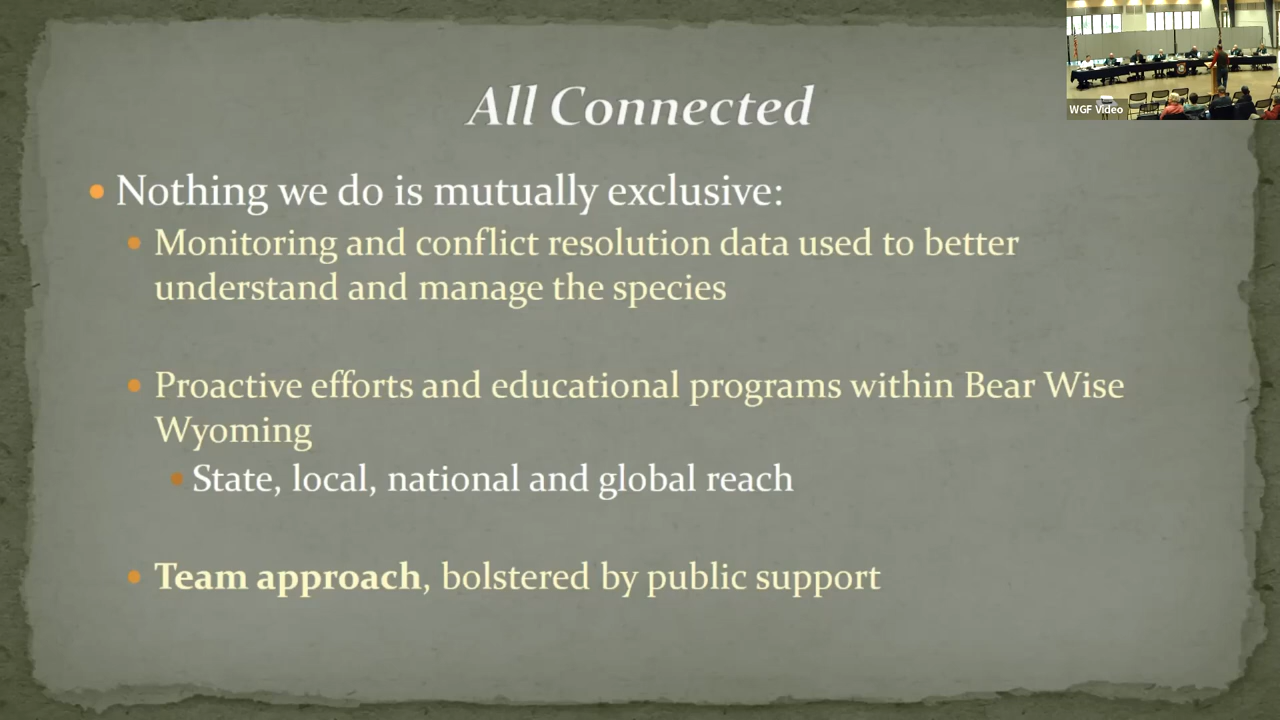 All Connected
WGF Video
Nothing we do is mutually exclusive:
Monitoring and conflict resolution data used to better
understand and manage the species
Proactive efforts and educational programs within Bear Wise
Wyoming
State, local, national and global reach
Team approach, bolstered by public support